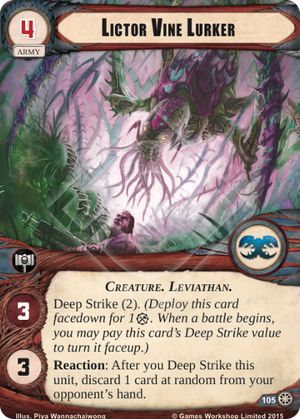 4
LICTOR VINE LURKER
ARMY
CREATURE. LEVIATHAN.
3
Deep Strike (2). (Deploy this card
facedown for 1. When a battle begins,
you may pay this card's Deep Strike value
to turn it faceup.)
3
Reaction: After you Deep Strike this
unit, discard 1 card at random from your
opponent's hand.
105
Illus. Piya Wannachaiwong
© Games Workshop Limited 2015